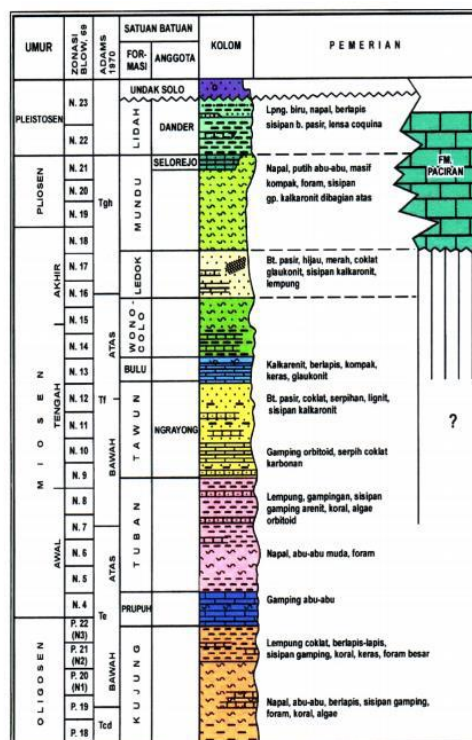 UMUR
ZONASI
BLOW, 69
ADAMS
1970
SATUAN BATUAN
FOR-
MASI
ANGGOTA
KOLOM
PEMERIAN
PLEISTOSEN
N. 23
N. 22
UNDAK SOLO
LIDAH
DANDER
Lpng. biru, napal, berlapis
sisipan b. pasir, lensa coquina
FM.
PACIRAN
PLIOSEN
N. 21
N. 20
N. 19
N. 18
Tgh
SELOREJO
MUNDU
Napal, putih abu-abu, masif
kompak, foram, sisipan
gp. kalkaronit dibagian atas
MIOSEN
AKHIR
N. 17
N. 16
LEDOK
Bt. pasir, hijau, merah, coklat
glaukonit, sisipan kalkaronit,
lempung
N. 15
N. 14
ATAS
WONO-
COLO
TENGAH
N. 13
BULU
Kalkarenit, berlapis, kompak,
keras, glaukonit
N. 12
N. 11
N. 10
N. 9
Tf
BAWAH
TAWUN
NGRAYONG
Bt. pasir, coklat, serpihan, lignit,
sisipan kalkaronit
?
Gamping orbitoid, serpih coklat
karbonan
AWAL
N. 8
N. 7
N. 6
N. 5
N. 4
ATAS
TUBAN
Lempung, gampingan, sisipan
gamping arenit, koral, algae
orbitoid
Napal, abu-abu muda, foram
Te
PRUPUH
Gamping abu-abu
OLIGOSEN
P. 22
(N3)
P. 21
(N2)
P. 20
(N1)
P. 19
P. 18
BAWAH
Tcd
KUJUNG
Lempung coklat, berlapis-lapis,
sisipan gamping, koral, keras, foram besar
Napal, abu-abu, berlapis, sisipan gamping,
foram, koral, algae